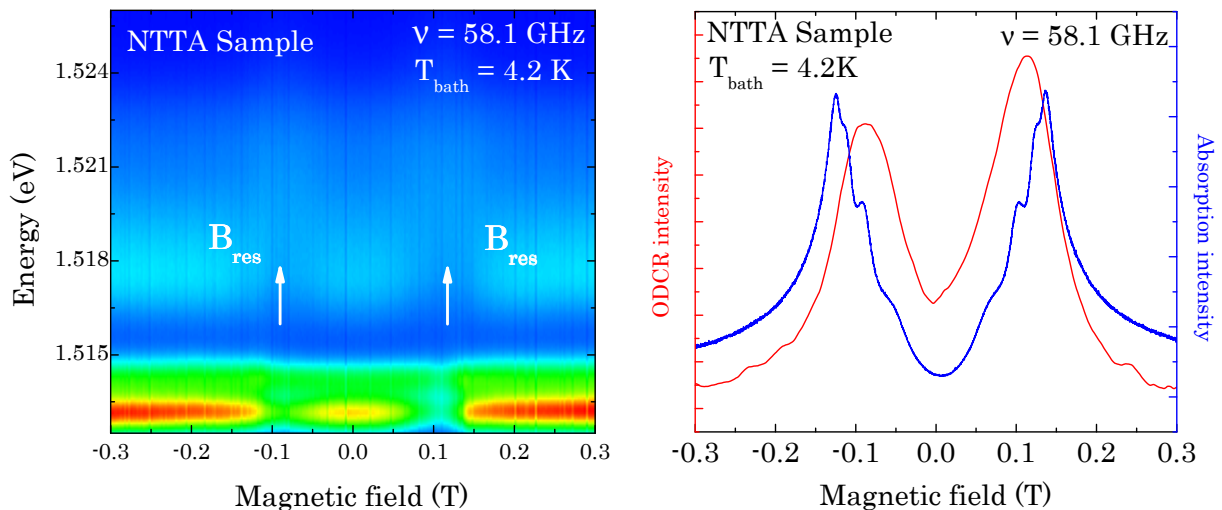 NTTA Sample
ν = 58.1 GHz
T_bath = 4.2 K
1.524
1.521
1.518
1.515
Energy (eV)
B_res
B_res
-0.3 -0.2 -0.1 0.0 0.1 0.2 0.3
Magnetic field (T)
NTTA Sample
ν = 58.1 GHz
T_bath = 4.2K
ODCR intensity
Absorption intensity
-0.3 -0.2 -0.1 0.0 0.1 0.2 0.3
Magnetic field (T)